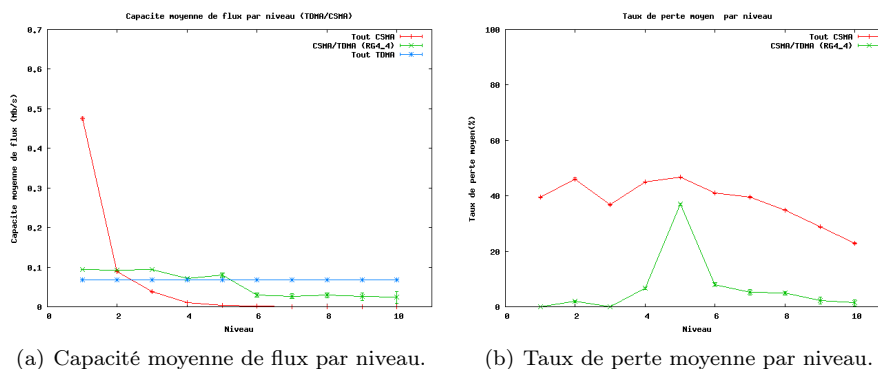 Capacite moyenne de flux par niveau (TDMA/CSMA)
0,7
0,6
0,5
0,4
0,3
0,2
0,1
0
Capacite moyenne de flux (Mb/s)
Tout CSMA
CSMA/TDMA (RG4_4)
Tout TDMA
0
2
4
6
8
10
Niveau
(a) Capacité moyenne de flux par niveau.
Taux de perte moyen par niveau
100
80
60
40
20
0
Taux de perte moyen(%)
Tout CSMA
CSMA/TDMA (RG4_4)
0
2
4
6
8
10
Niveau
(b) Taux de perte moyenne par niveau.